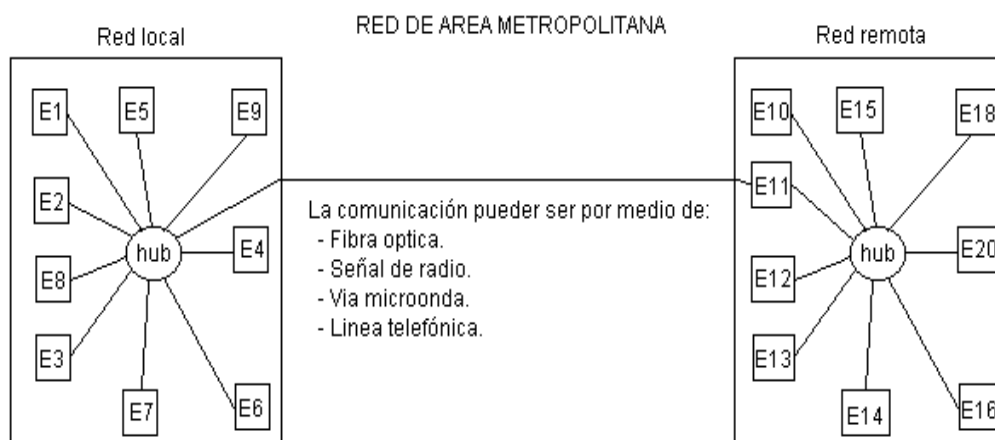 RED DE AREA METROPOLITANA
Red local
Red remota
E1
E5
E9
E2
E8
hub
E4
E3
E7
E6
La comunicación pueder ser por medio de:
- Fibra optica.
- Señal de radio.
- Via microonda.
- Linea telefónica.
E10
E15
E18
E11
E12
hub
E20
E13
E14
E16